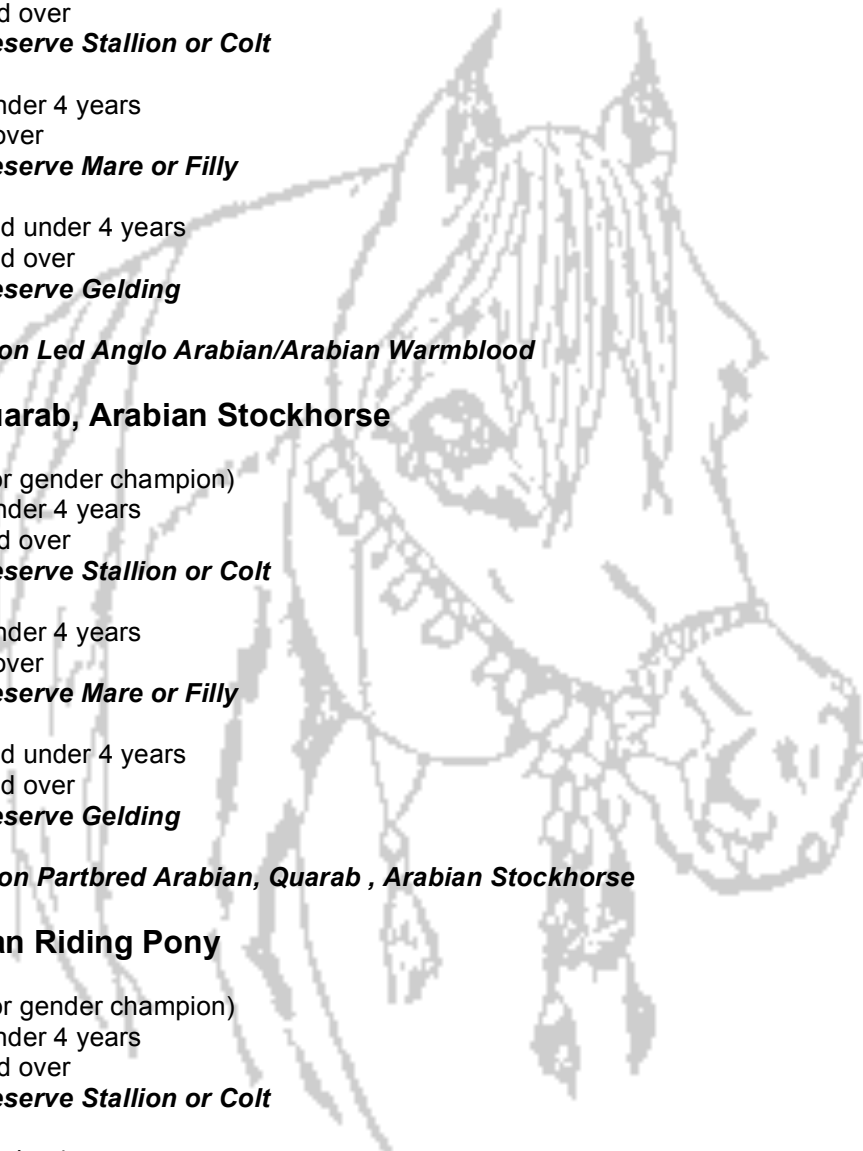 d over
eserve Stallion or Colt
nder 4 years
over
eserve Mare or Filly
d under 4 years
d over
eserve Gelding
on Led Anglo Arabian/Arabian Warmblood
uarab, Arabian Stockhorse
or gender champion)
nder 4 years
d over
eserve Stallion or Colt
nder 4 years
over
eserve Mare or Filly
d under 4 years
d over
eserve Gelding
on Partbred Arabian, Quarab , Arabian Stockhorse
an Riding Pony
or gender champion)
nder 4 years
d over
eserve Stallion or Colt